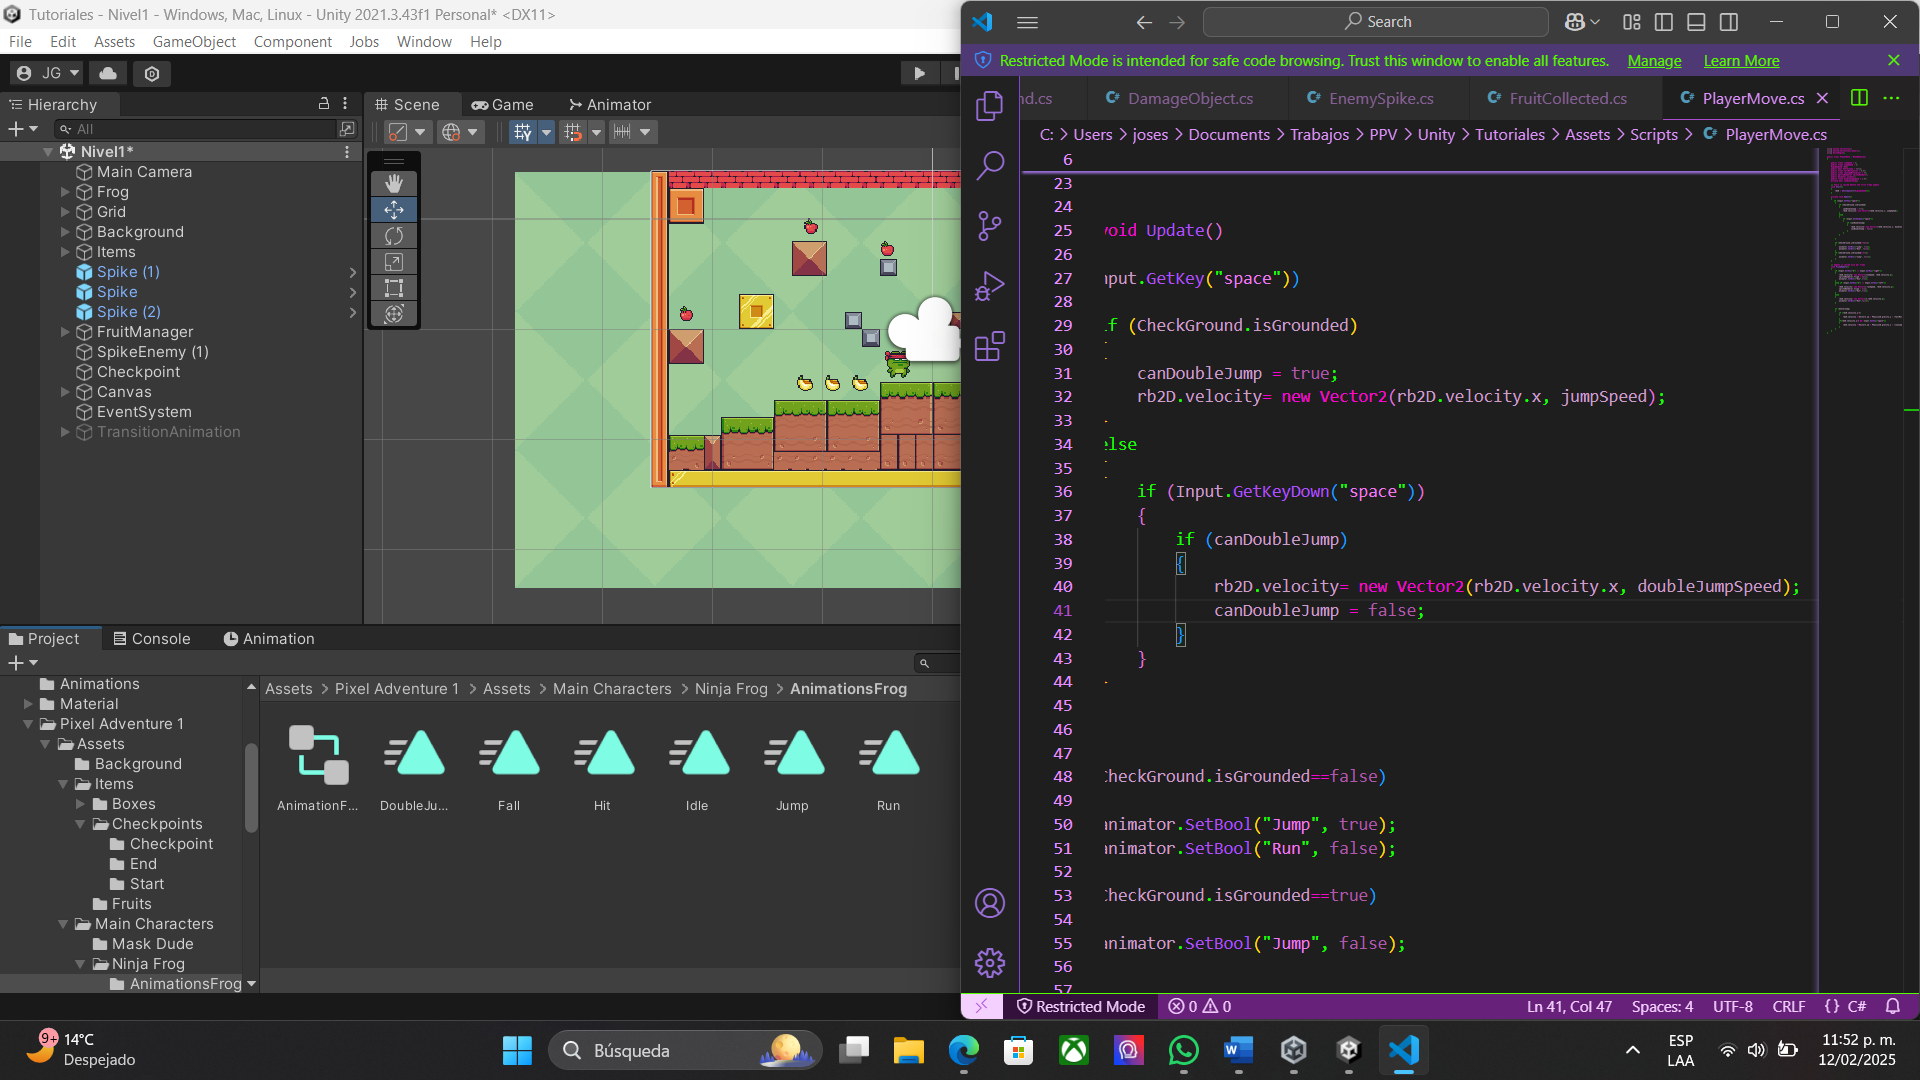 Tutoriales - Nivel1 - Windows, Mac, Linux - Unity 2021.3.43f1 Personal* <DX11>
File Edit Assets GameObject Component Jobs Window Help
JG
Hierarchy
All
Nivel1*
Main Camera
Frog
Grid
Background
Items
Spike (1)
Spike
Spike (2)
FruitManager
SpikeEnemy (1)
Checkpoint
Canvas
EventSystem
TransitionAnimation
Scene Game Animator
Project Console Animation
Animations
Material
Pixel Adventure 1
Assets
Background
Items
Boxes
Checkpoints
Checkpoint
End
Start
Fruits
Main Characters
Mask Dude
Ninja Frog
AnimationsFrog
Assets > Pixel Adventure 1 > Assets > Main Characters > Ninja Frog > AnimationsFrog
AnimationF...
DoubleJu...
Fall
Hit
Idle
Jump
Run
Search
Restricted Mode is intended for safe code browsing. Trust this window to enable all features. Manage Learn More
nd.cs DamageObject.cs EnemySpike.cs FruitCollected.cs PlayerMove.cs
C: > Users > joses > Documents > Trabajos > PPV > Unity > Tutoriales > Assets > Scripts > PlayerMove.cs
6
23
24
25 void Update()
26
27 nput.GetKey("space"))
28
29 if (CheckGround.isGrounded)
30
31 canDoubleJump = true;
32 rb2D.velocity= new Vector2(rb2D.velocity.x, jumpSpeed);
33
34 else
35
36 if (Input.GetKeyDown("space"))
37 {
38 if (canDoubleJump)
39 {
40 rb2D.velocity= new Vector2(rb2D.velocity.x, doubleJumpSpeed);
41 canDoubleJump = false;
42 }
43 }
44
45
46
47
48 CheckGround.isGrounded==false)
49
50 animator.SetBool("Jump", true);
51 animator.SetBool("Run", false);
52
53 CheckGround.isGrounded==true)
54
55 animator.SetBool("Jump", false);
56
57
Restricted Mode 0 0 Ln 41, Col 47 Spaces: 4 UTF-8 CRLF {} C#
9+
14°C
Despejado
Búsqueda
ESP
LAA
11:52 p. m.
12/02/2025